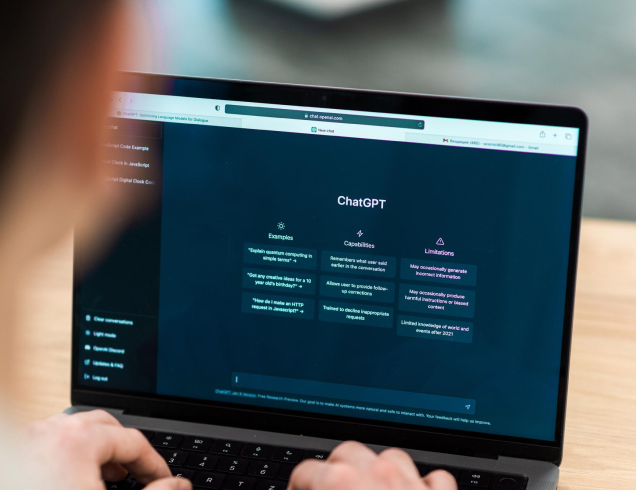 chat.openai.com
ChatGPT: Optimizing Language Models for Dialogue
New chat
Code Example
Clock in JavaScript
Digital Clock
ChatGPT
Examples
Capabilities
Limitations
"Explain quantum computing in
simple terms" →
Remembers what user said
earlier in the conversation
May occasionally generate
incorrect information
"Got any creative ideas for a 10
year old's birthday?" →
Allows user to provide follow-
up corrections
May occasionally produce
harmful instructions or biased
content
"How do I make an HTTP
request in Javascript?" →
Trained to decline inappropriate
requests
Limited knowledge of world and
events after 2021
Clear conversations
Light mode
OpenAI Discord
Updates & FAQ
Log out
ChatGPT Jan 9 Version. Free Research Preview. Our goal is to make AI systems more natural and safe to interact with. Your feedback will help us improve.